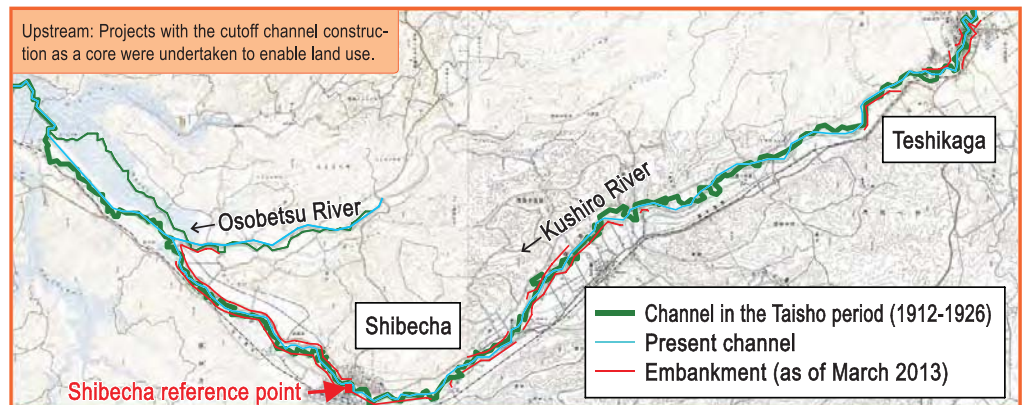 Upstream: Projects with the cutoff channel construc-
tion as a core were undertaken to enable land use.
Teshikaga
← Osobetsu River
← Kushiro River
Shibecha
Shibecha reference point
Channel in the Taisho period (1912-1926)
Present channel
Embankment (as of March 2013)